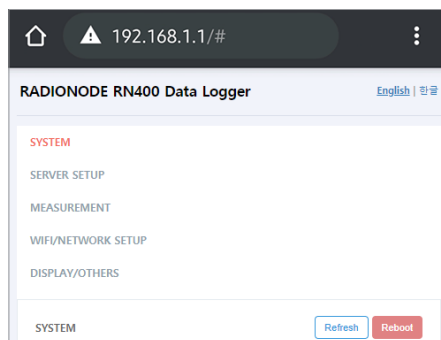 192.168.1.1/#
RADIONODE RN400 Data Logger English | 한글
SYSTEM
SERVER SETUP
MEASUREMENT
WIFI/NETWORK SETUP
DISPLAY/OTHERS
SYSTEM Refresh Reboot